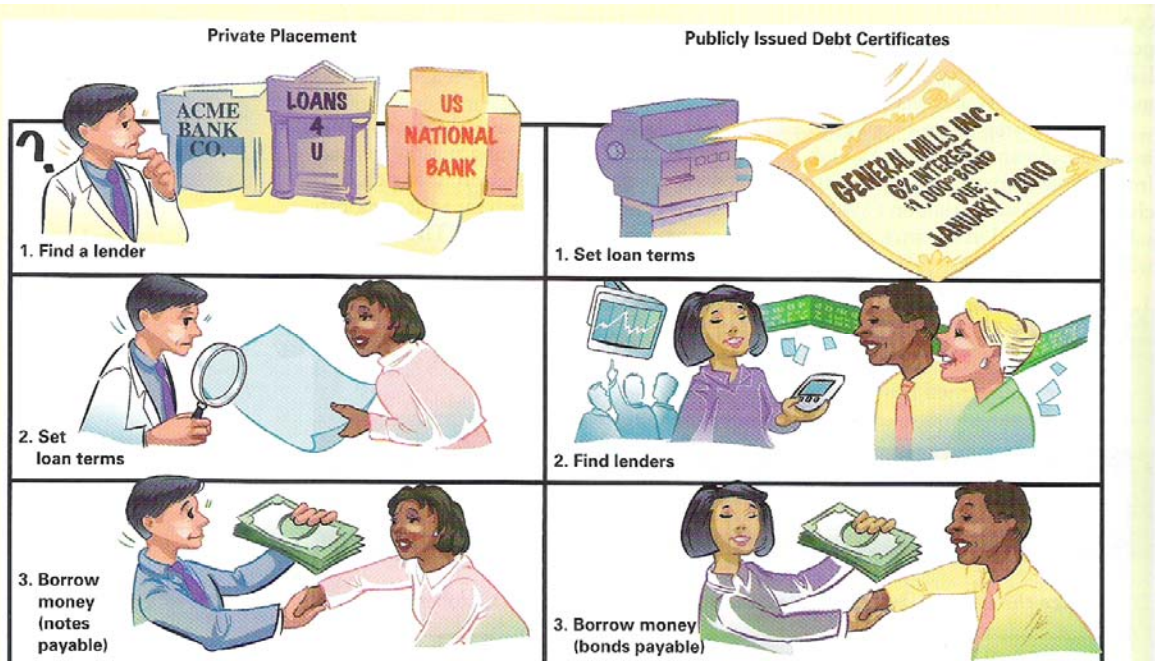 Private Placement
Publicly Issued Debt Certificates
ACME
BANK
CO.
LOANS
4
U
US
NATIONAL
BANK
?
1. Find a lender
GENERAL MILLS INC.
6% INTEREST
$1,000⁰⁰ BOND
DUE:
JANUARY 1, 2010
1. Set loan terms
2. Set
loan terms
2. Find lenders
3. Borrow
money
(notes
payable)
3. Borrow money
(bonds payable)